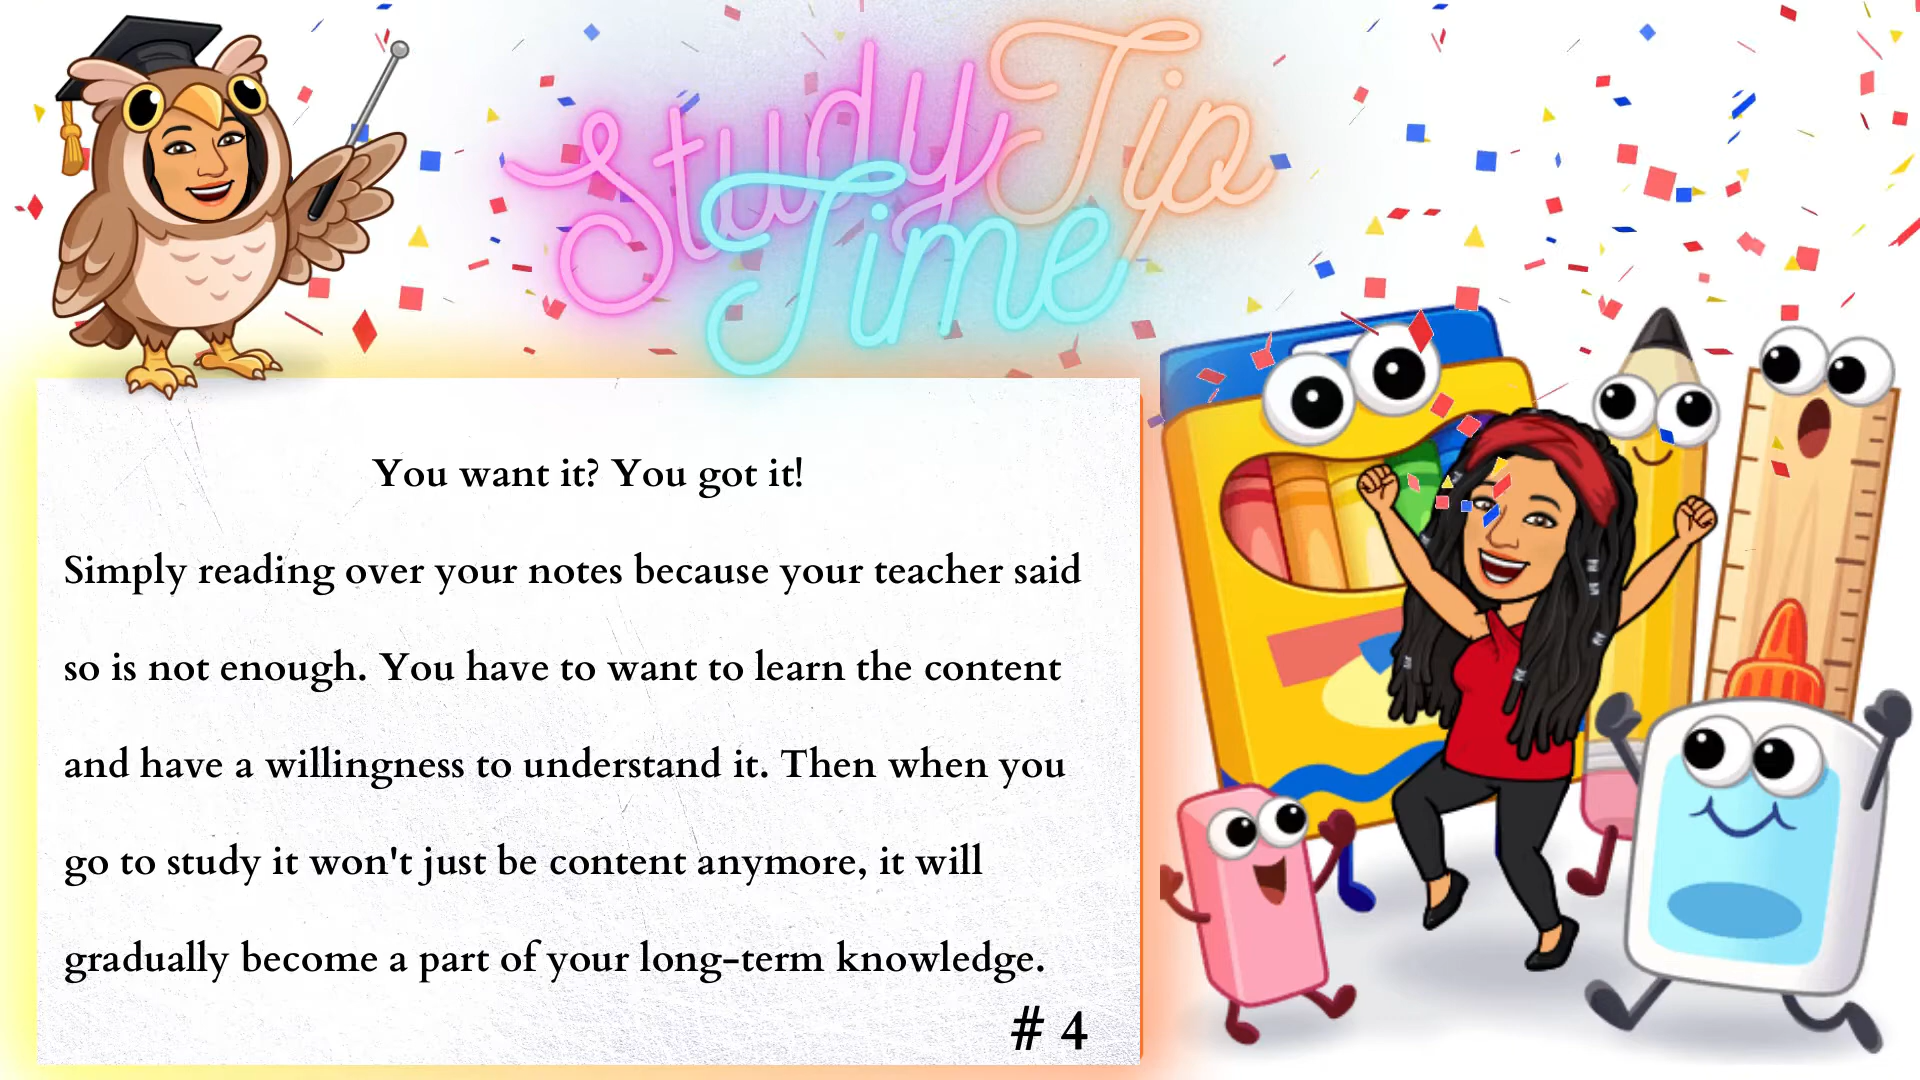 Study Tip
Time
You want it? You got it!
Simply reading over your notes because your teacher said
so is not enough. You have to want to learn the content
and have a willingness to understand it. Then when you
go to study it won't just be content anymore, it will
gradually become a part of your long-term knowledge.
# 4